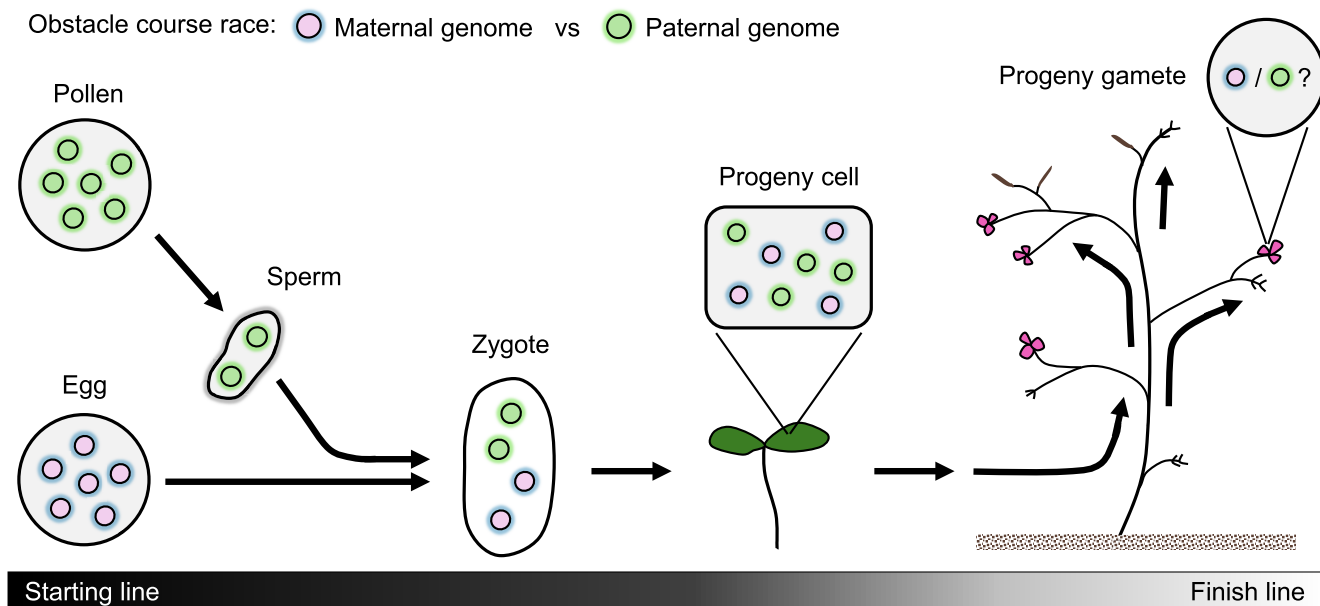 Obstacle course race: Maternal genome vs Paternal genome
Progeny gamete
/ ?
Pollen
Progeny cell
Sperm
Zygote
Egg
Starting line
Finish line